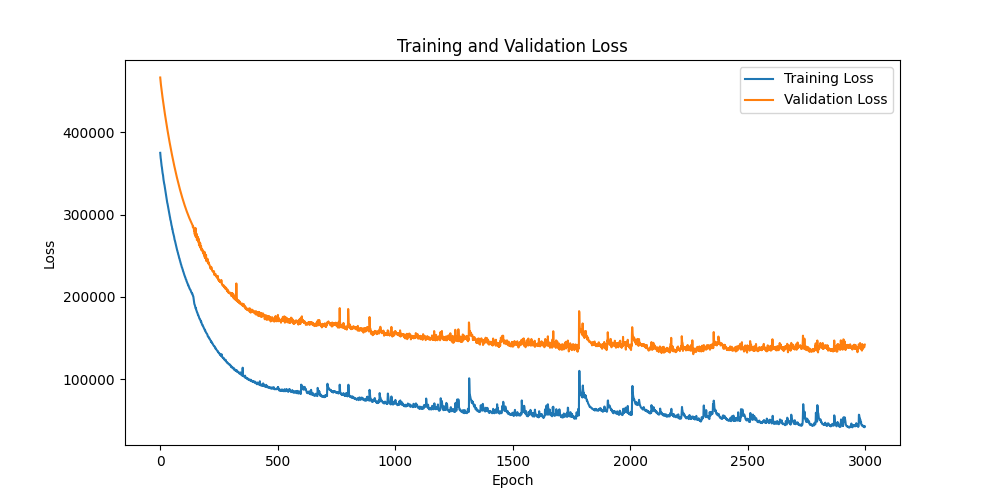 Training and Validation Loss
Training Loss
Validation Loss
Loss
400000
300000
200000
100000
0 500 1000 1500 2000 2500 3000
Epoch